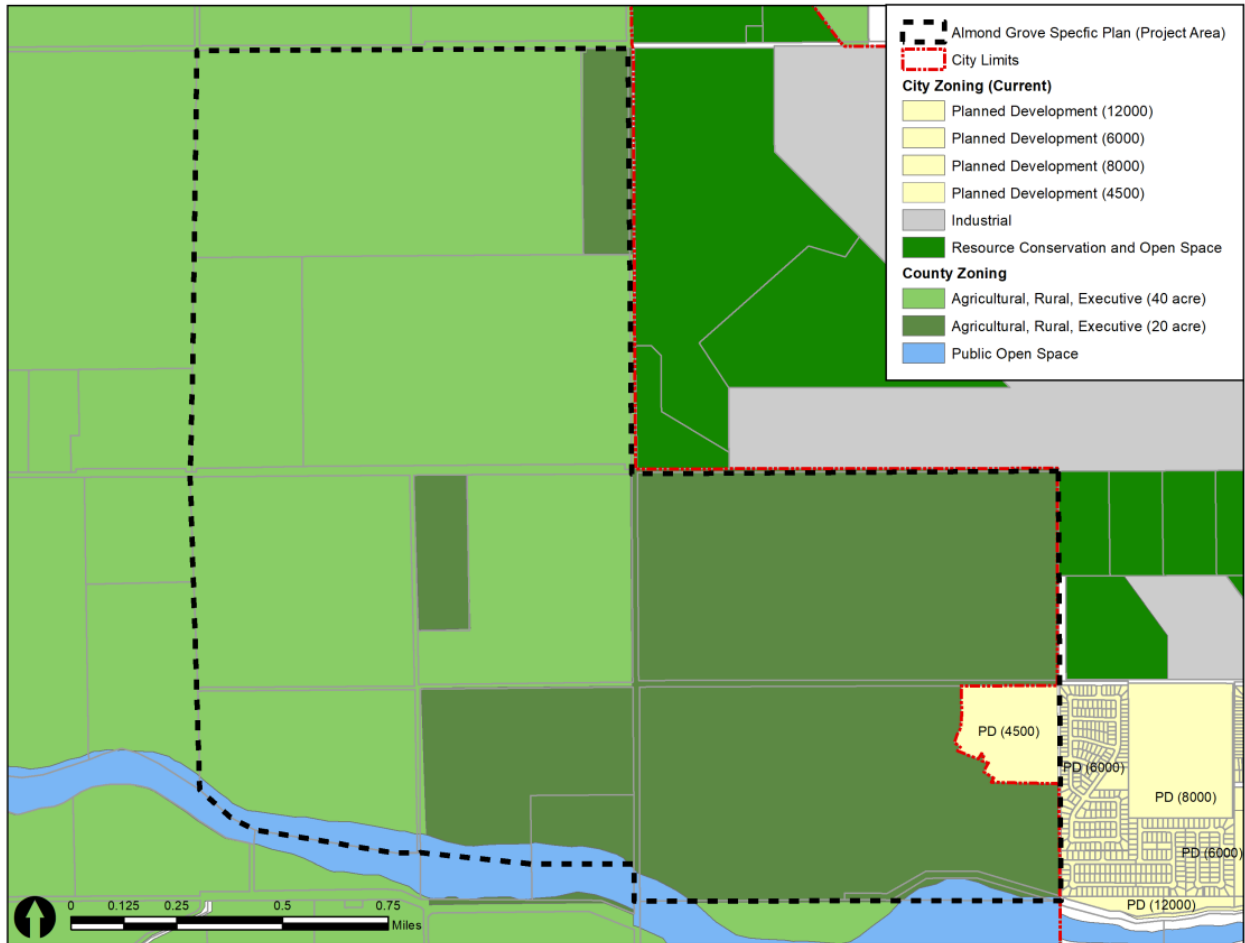 Almond Grove Specfic Plan (Project Area)
City Limits
City Zoning (Current)
Planned Development (12000)
Planned Development (6000)
Planned Development (8000)
Planned Development (4500)
Industrial
Resource Conservation and Open Space
County Zoning
Agricultural, Rural, Executive (40 acre)
Agricultural, Rural, Executive (20 acre)
Public Open Space
PD (4500)
PD (6000)
PD (8000)
PD (6000)
PD (12000)
0 0.125 0.25 0.5 0.75
Miles